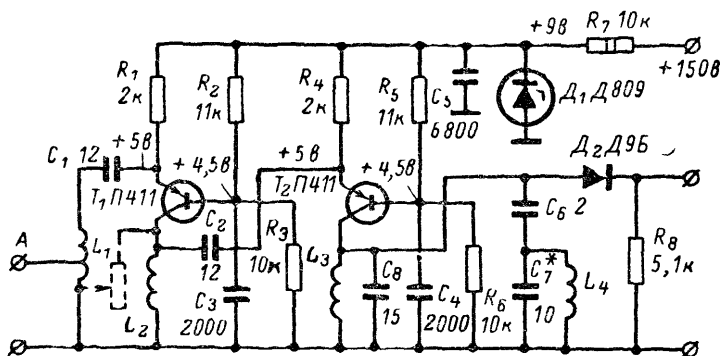 +9в R₇ 10к
+150в
R₁
2к
R₂
11к
R₄
2к
R₅
11к
C₅
6800
Д₁ Д809
C₁ 12
+5в
T₁ П411
+4,5в
+5в
T₂ П411
+4,5в
Д₂ Д9Б
A
L₁
C₂
12
R₃
10к
L₃
C₆ 2
R₈
5,1к
L₂
C₃
2000
C₈
15
C₄
2000
R₆
10к
C₇*
10
L₄